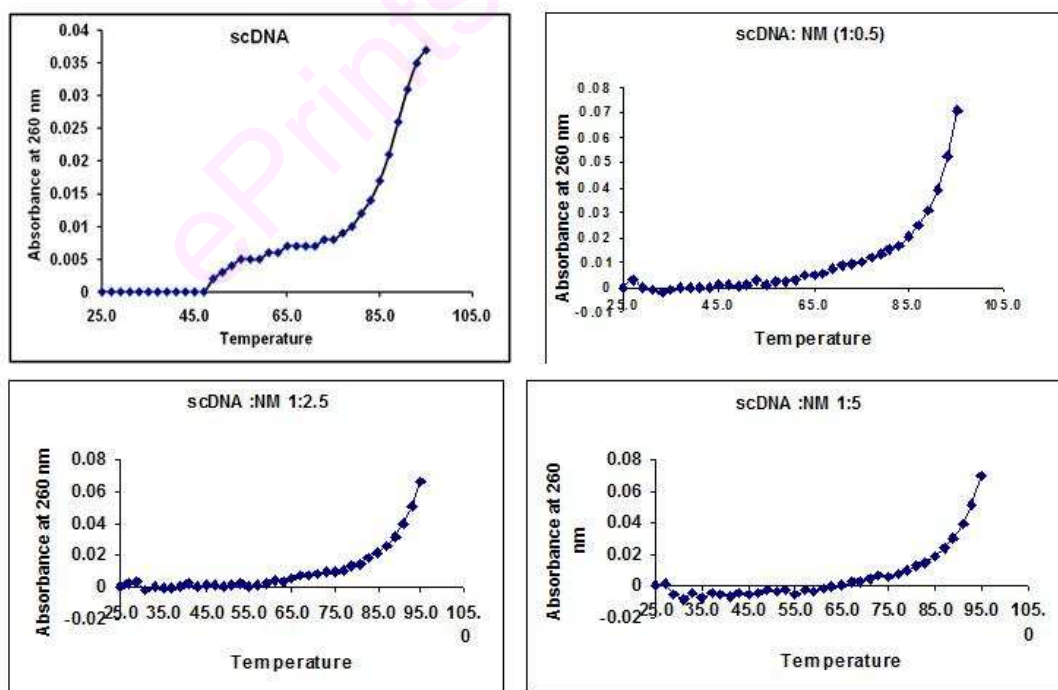 ePrints
scDNA
Absorbance at 260 nm
0.04
0.035
0.03
0.025
0.02
0.015
0.01
0.005
0
25.0 45.0 65.0 85.0 105.0
Temperature
scDNA: NM (1:0.5)
Absorbance at 260 nm
0.08
0.07
0.06
0.05
0.04
0.03
0.02
0.01
0
-0.01
25.0 45.0 65.0 85.0 105.0
Temperature
scDNA :NM 1:2.5
Absorbance at 260 nm
0.08
0.06
0.04
0.02
0
-0.02
25.0 35.0 45.0 55.0 65.0 75.0 85.0 95.0 105.
0
Temperature
scDNA :NM 1:5
Absorbance at 260
nm
0.08
0.06
0.04
0.02
0
-0.02
25.0 35.0 45.0 55.0 65.0 75.0 85.0 95.0 105.
0
Temperature